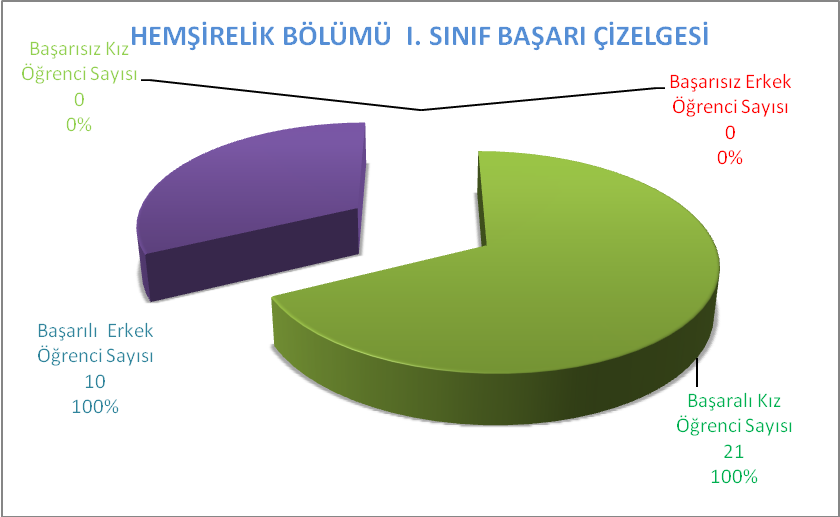 HEMŞİRELİK BÖLÜMÜ I. SINIF BAŞARI ÇİZELGESİ
Başarısız Kız
Öğrenci Sayısı
0
0%
Başarısız Erkek
Öğrenci Sayısı
0
0%
Başarılı Erkek
Öğrenci Sayısı
10
100%
Başaralı Kız
Öğrenci Sayısı
21
100%